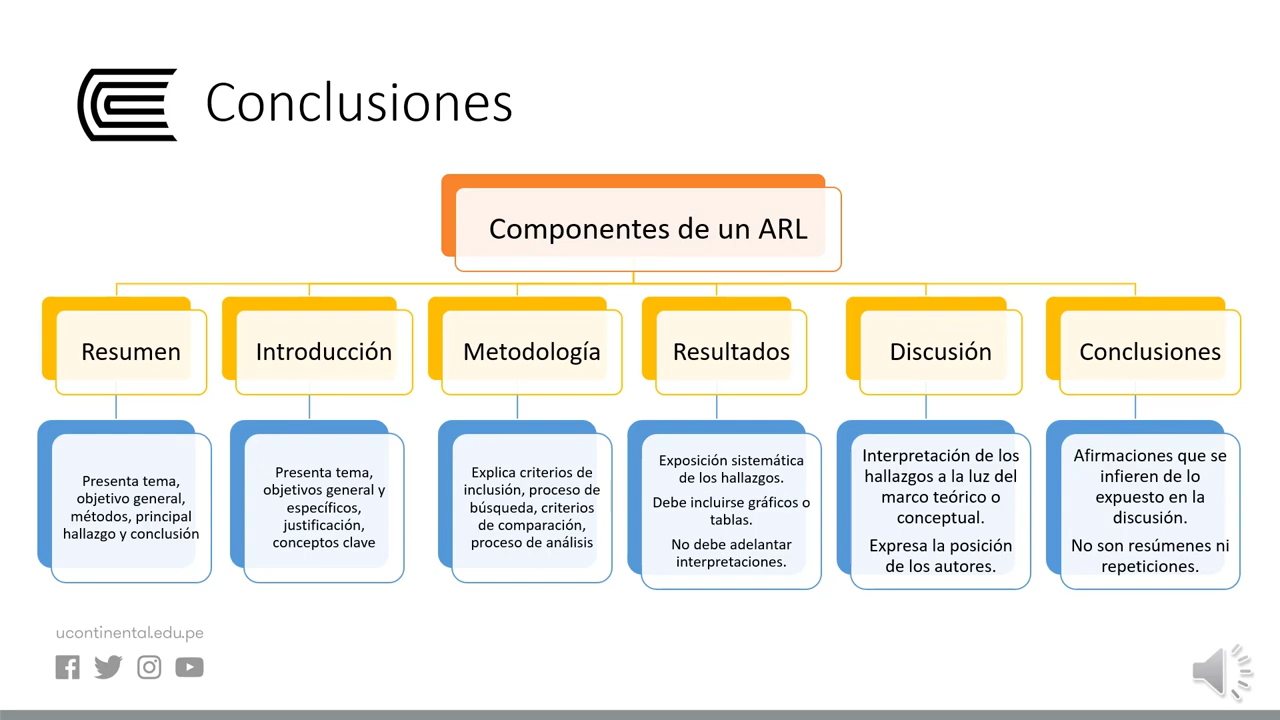 Conclusiones
Componentes de un ARL
Resumen
Introducción
Metodología
Resultados
Discusión
Conclusiones
Presenta tema,
objetivo general,
métodos, principal
hallazgo y conclusión
Presenta tema,
objetivos general y
específicos,
justificación,
conceptos clave
Explica criterios de
inclusión, proceso de
búsqueda, criterios
de comparación,
proceso de análisis
Exposición sistemática
de los hallazgos.
Debe incluirse gráficos o
tablas.
No debe adelantar
interpretaciones.
Interpretación de los
hallazgos a la luz del
marco teórico o
conceptual.
Expresa la posición
de los autores.
Afirmaciones que se
infieren de lo
expuesto en la
discusión.
No son resúmenes ni
repeticiones.
ucontinental.edu.pe